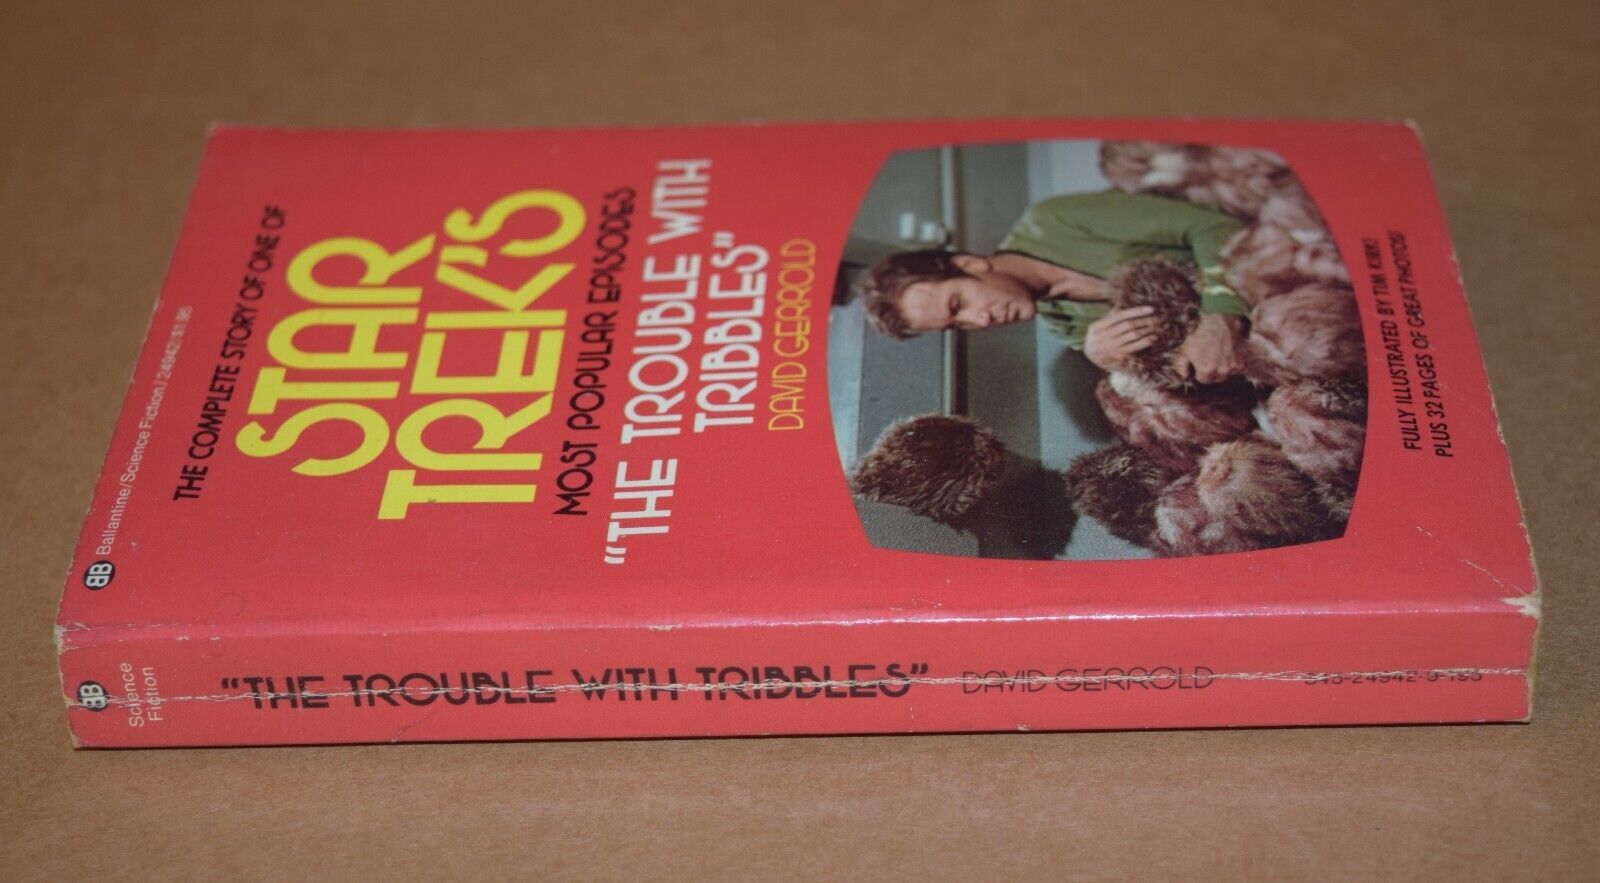 BB Ballantine/Science Fiction/24942/$1.95
THE COMPLETE STORY OF ONE OF
STAR
TREK'S
MOST POPULAR EPISODES
"THE TROUBLE WITH
TRIBBLES"
DAVID GERROLD
FULLY ILLUSTRATED BY TIM KIRK!
PLUS 32 PAGES OF GREAT PHOTOS!
BB
Science
Fiction
"THE TROUBLE WITH TRIBBLES" DAVID GERROLD 345-24942-9-195